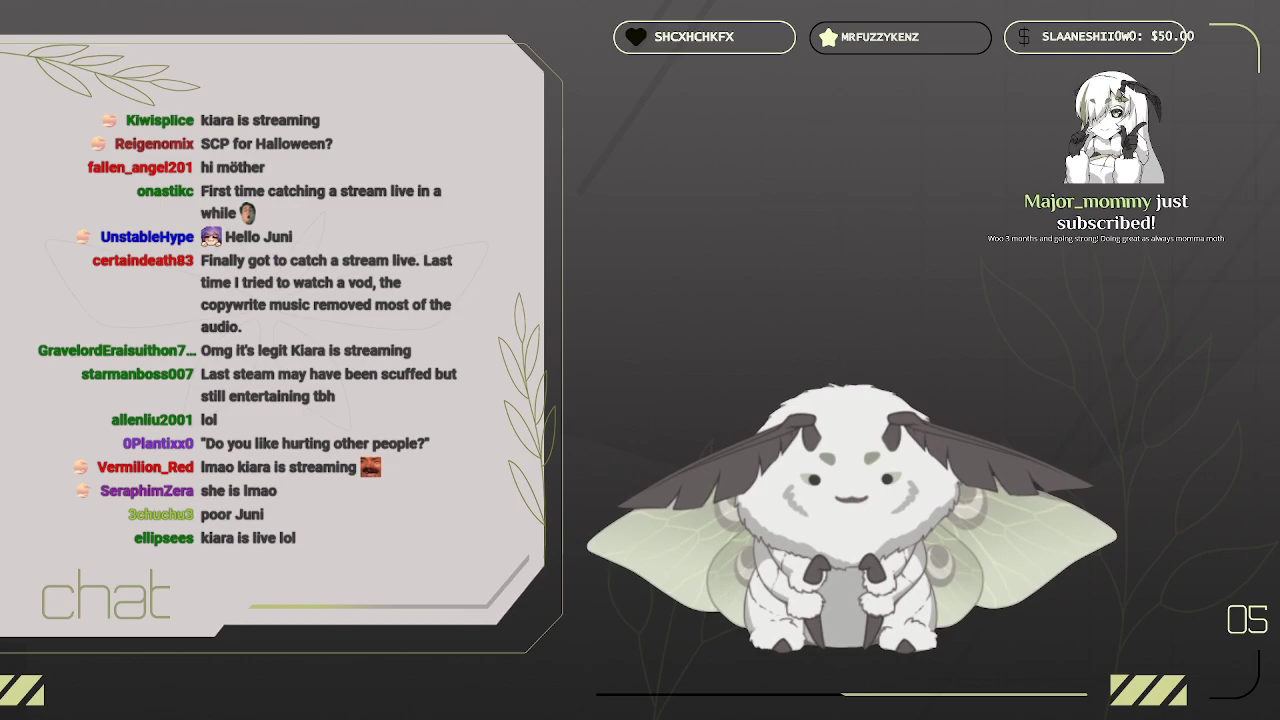 SHCXHCHKFX
MRFUZZYKENZ
$ SLAANESHII0W0: $50.00
Major_mommy just
subscribed!
Woo 3 months and going strong! Doing great as always momma moth
Kiwisplice kiara is streaming
Reigenomix SCP for Halloween?
fallen_angel201 hi möther
onastikc First time catching a stream live in a
while
UnstableHype Hello Juni
certaindeath83 Finally got to catch a stream live. Last
time I tried to watch a vod, the
copywrite music removed most of the
audio.
GravelordEraisuithon7... Omg it's legit Kiara is streaming
starmanboss007 Last steam may have been scuffed but
still entertaining tbh
allenliu2001 lol
0Plantixx0 "Do you like hurting other people?"
Vermilion_Red lmao kiara is streaming
SeraphimZera she is lmao
3chuchu3 poor Juni
ellipsees kiara is live lol
chat
05